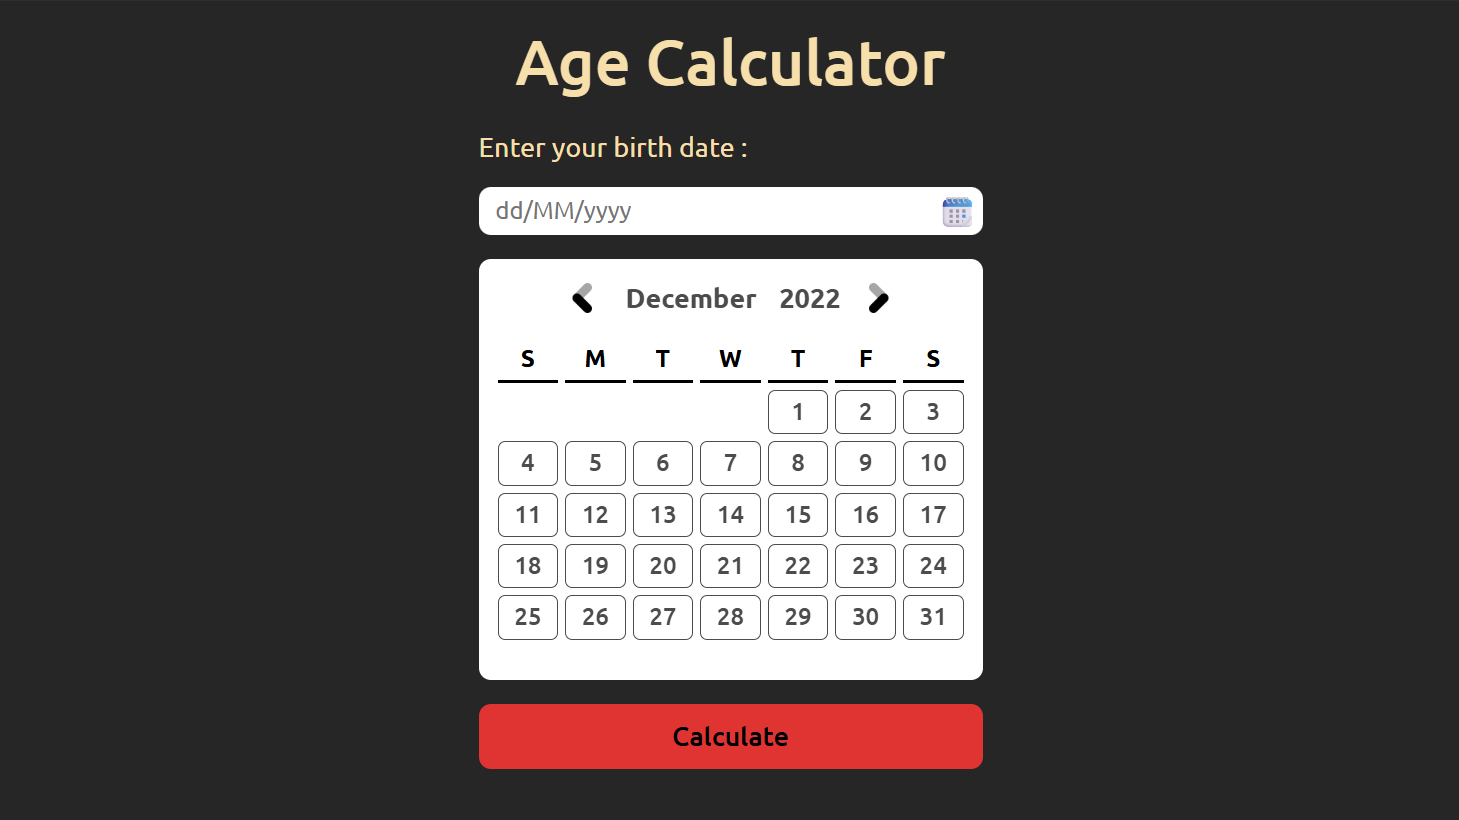 Age Calculator
Enter your birth date :
dd/MM/yyyy
December 2022
S M T W T F S
1 2 3
4 5 6 7 8 9 10
11 12 13 14 15 16 17
18 19 20 21 22 23 24
25 26 27 28 29 30 31
Calculate